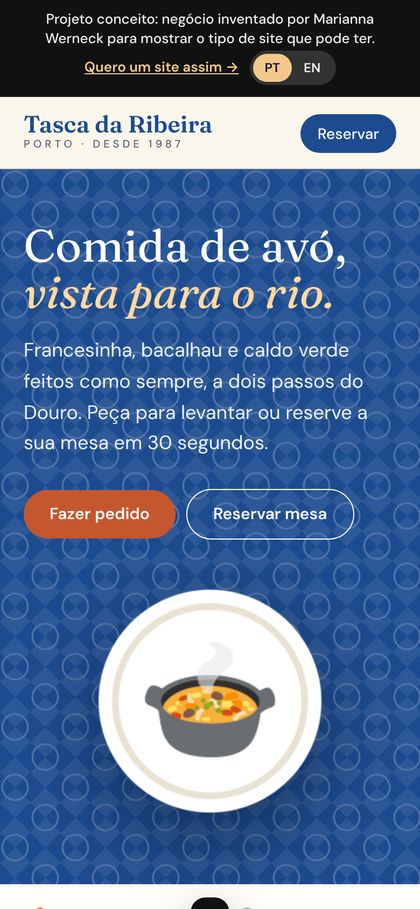 Projeto conceito: negócio inventado por Marianna
Werneck para mostrar o tipo de site que pode ter.
Quero um site assim →
PT
EN
Tasca da Ribeira
PORTO · DESDE 1987
Reservar
Comida de avó,
vista para o rio.
Francesinha, bacalhau e caldo verde
feitos como sempre, a dois passos do
Douro. Peça para levantar ou reserve a
sua mesa em 30 segundos.
Fazer pedido
Reservar mesa